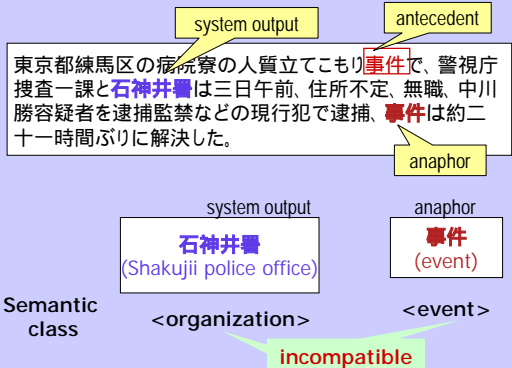 system output
antecedent
東京都練馬区の病院寮の人質立てこもり事件で、警視庁
捜査一課と石神井署は三日午前、住所不定、無職、中川
勝容疑者を逮捕監禁などの現行犯で逮捕、事件は約二
十一時間ぶりに解決した。
anaphor
system output
anaphor
石神井署
(Shakujii police office)
事件
(event)
Semantic
class
<organization>
<event>
incompatible